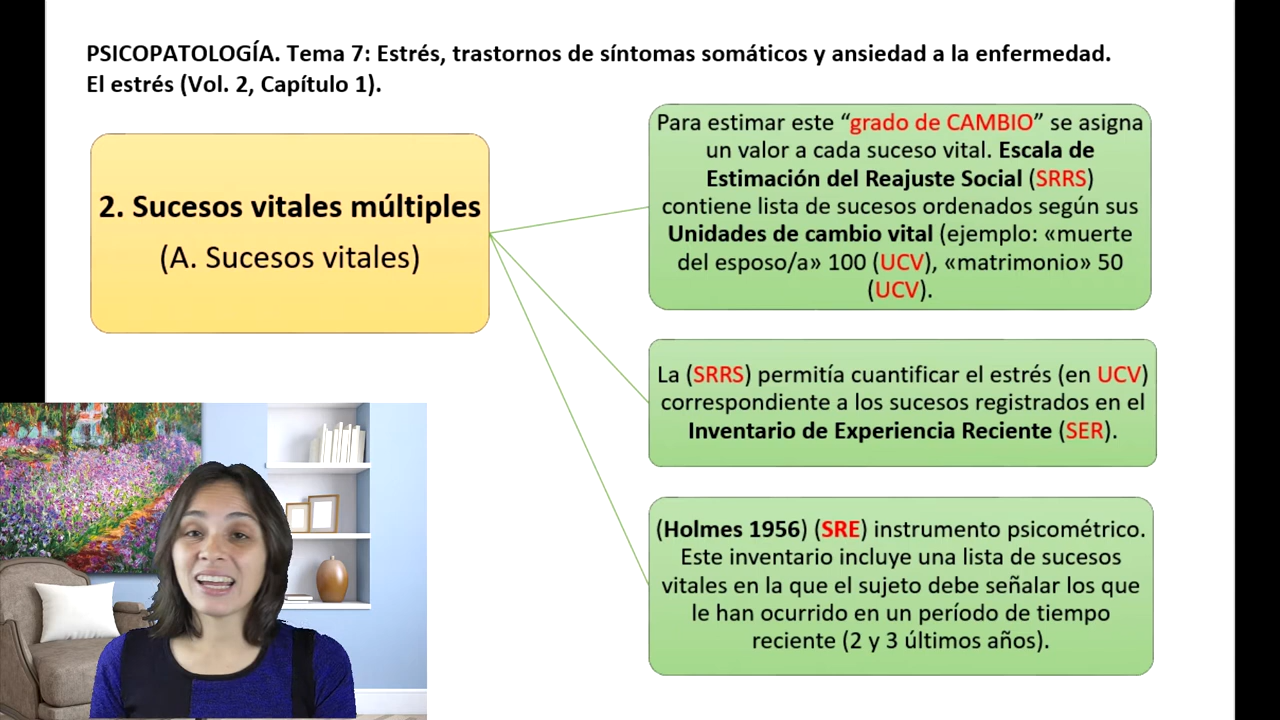 PSICOPATOLOGÍA. Tema 7: Estrés, trastornos de síntomas somáticos y ansiedad a la enfermedad.
El estrés (Vol. 2, Capítulo 1).
2. Sucesos vitales múltiples
(A. Sucesos vitales)
Para estimar este “grado de CAMBIO” se asigna
un valor a cada suceso vital. Escala de
Estimación del Reajuste Social (SRRS)
contiene lista de sucesos ordenados según sus
Unidades de cambio vital (ejemplo: «muerte
del esposo/a» 100 (UCV), «matrimonio» 50
(UCV).
La (SRRS) permitía cuantificar el estrés (en UCV)
correspondiente a los sucesos registrados en el
Inventario de Experiencia Reciente (SER).
(Holmes 1956) (SRE) instrumento psicométrico.
Este inventario incluye una lista de sucesos
vitales en la que el sujeto debe señalar los que
le han ocurrido en un período de tiempo
reciente (2 y 3 últimos años).